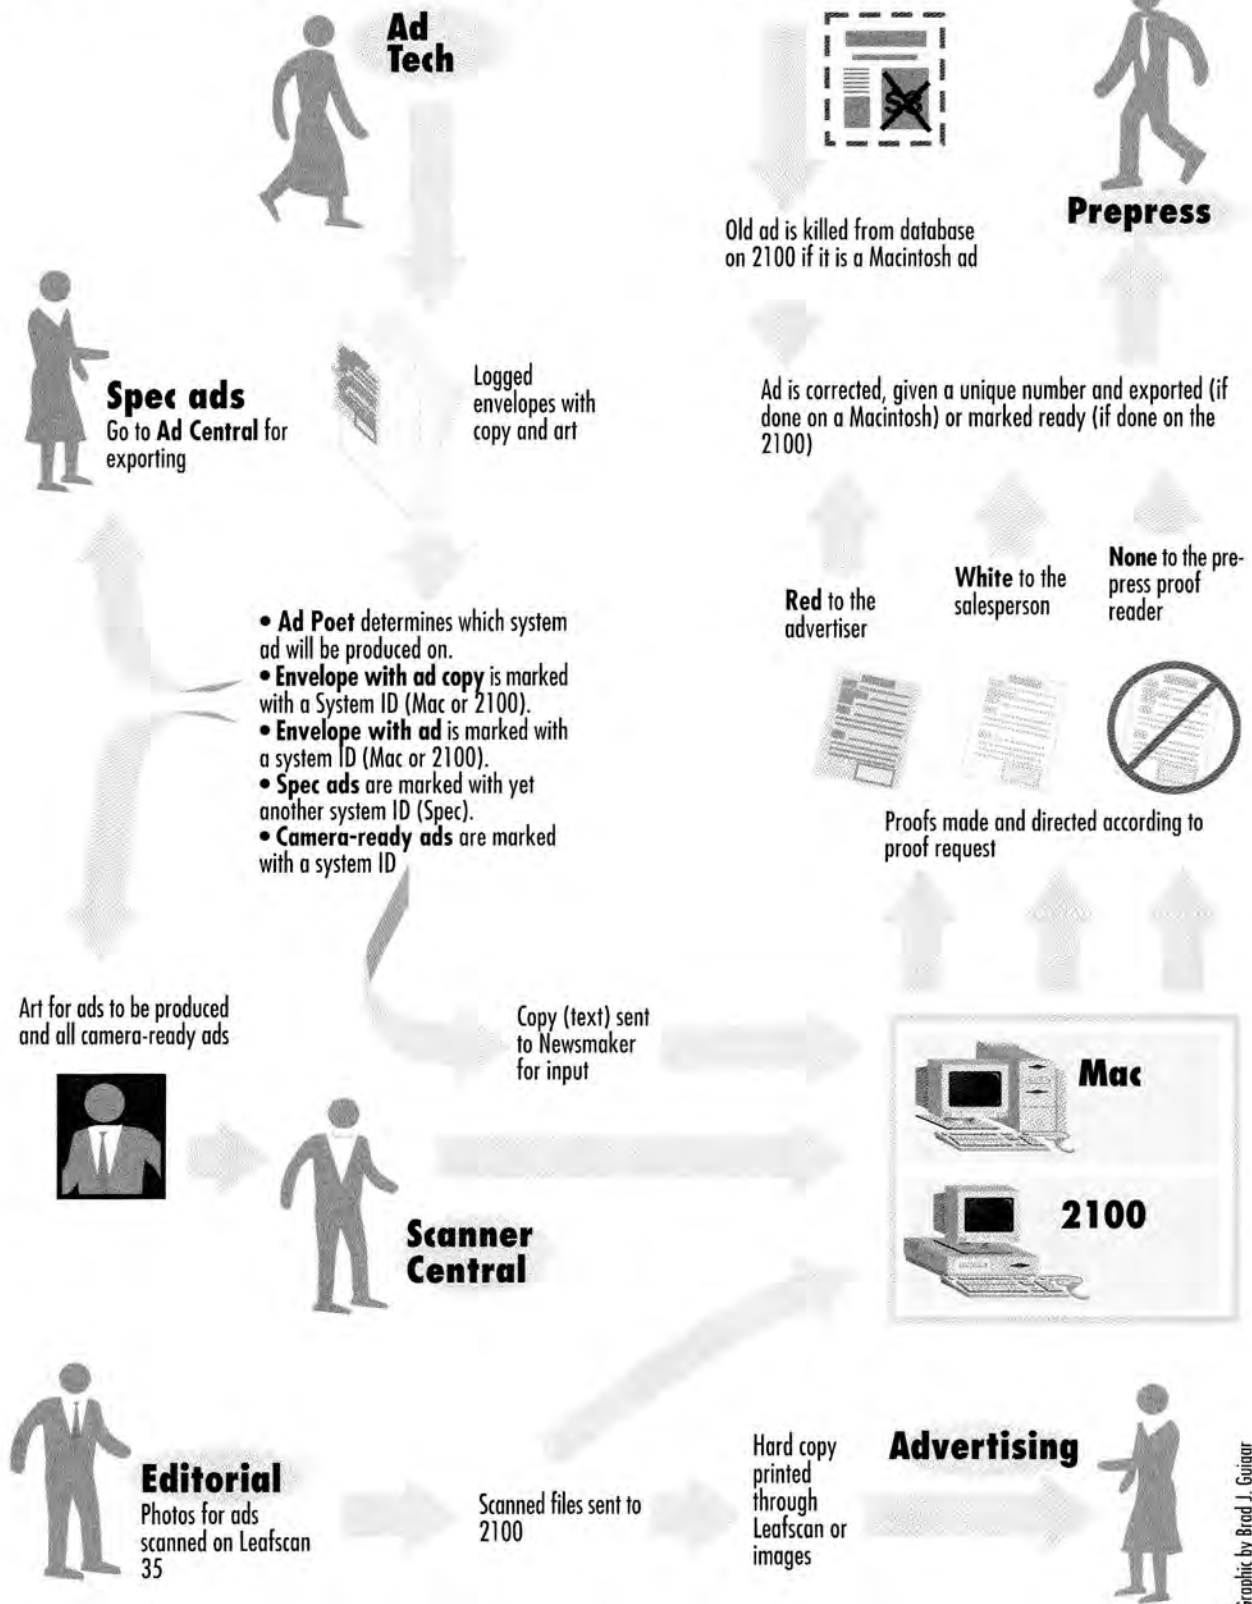 Ad
Tech
Old ad is killed from database
on 2100 if it is a Macintosh ad
Prepress
Spec ads
Go to Ad Central for
exporting
Logged
envelopes with
copy and art
Ad is corrected, given a unique number and exported (if
done on a Macintosh) or marked ready (if done on the
2100)
Red to the
advertiser
White to the
salesperson
None to the pre-
press proof
reader
• Ad Poet determines which system
ad will be produced on.
• Envelope with ad copy is marked
with a System ID (Mac or 2100).
• Envelope with ad is marked with
a system ID (Mac or 2100).
• Spec ads are marked with yet
another system ID (Spec).
• Camera-ready ads are marked
with a system ID
Proofs made and directed according to
proof request
Art for ads to be produced
and all camera-ready ads
Copy (text) sent
to Newsmaker
for input
Mac
2100
Scanner
Central
Editorial
Photos for ads
scanned on Leafscan
35
Scanned files sent to
2100
Hard copy
printed
through
Leafscan or
images
Advertising
Graphic by Brad J. Guigar